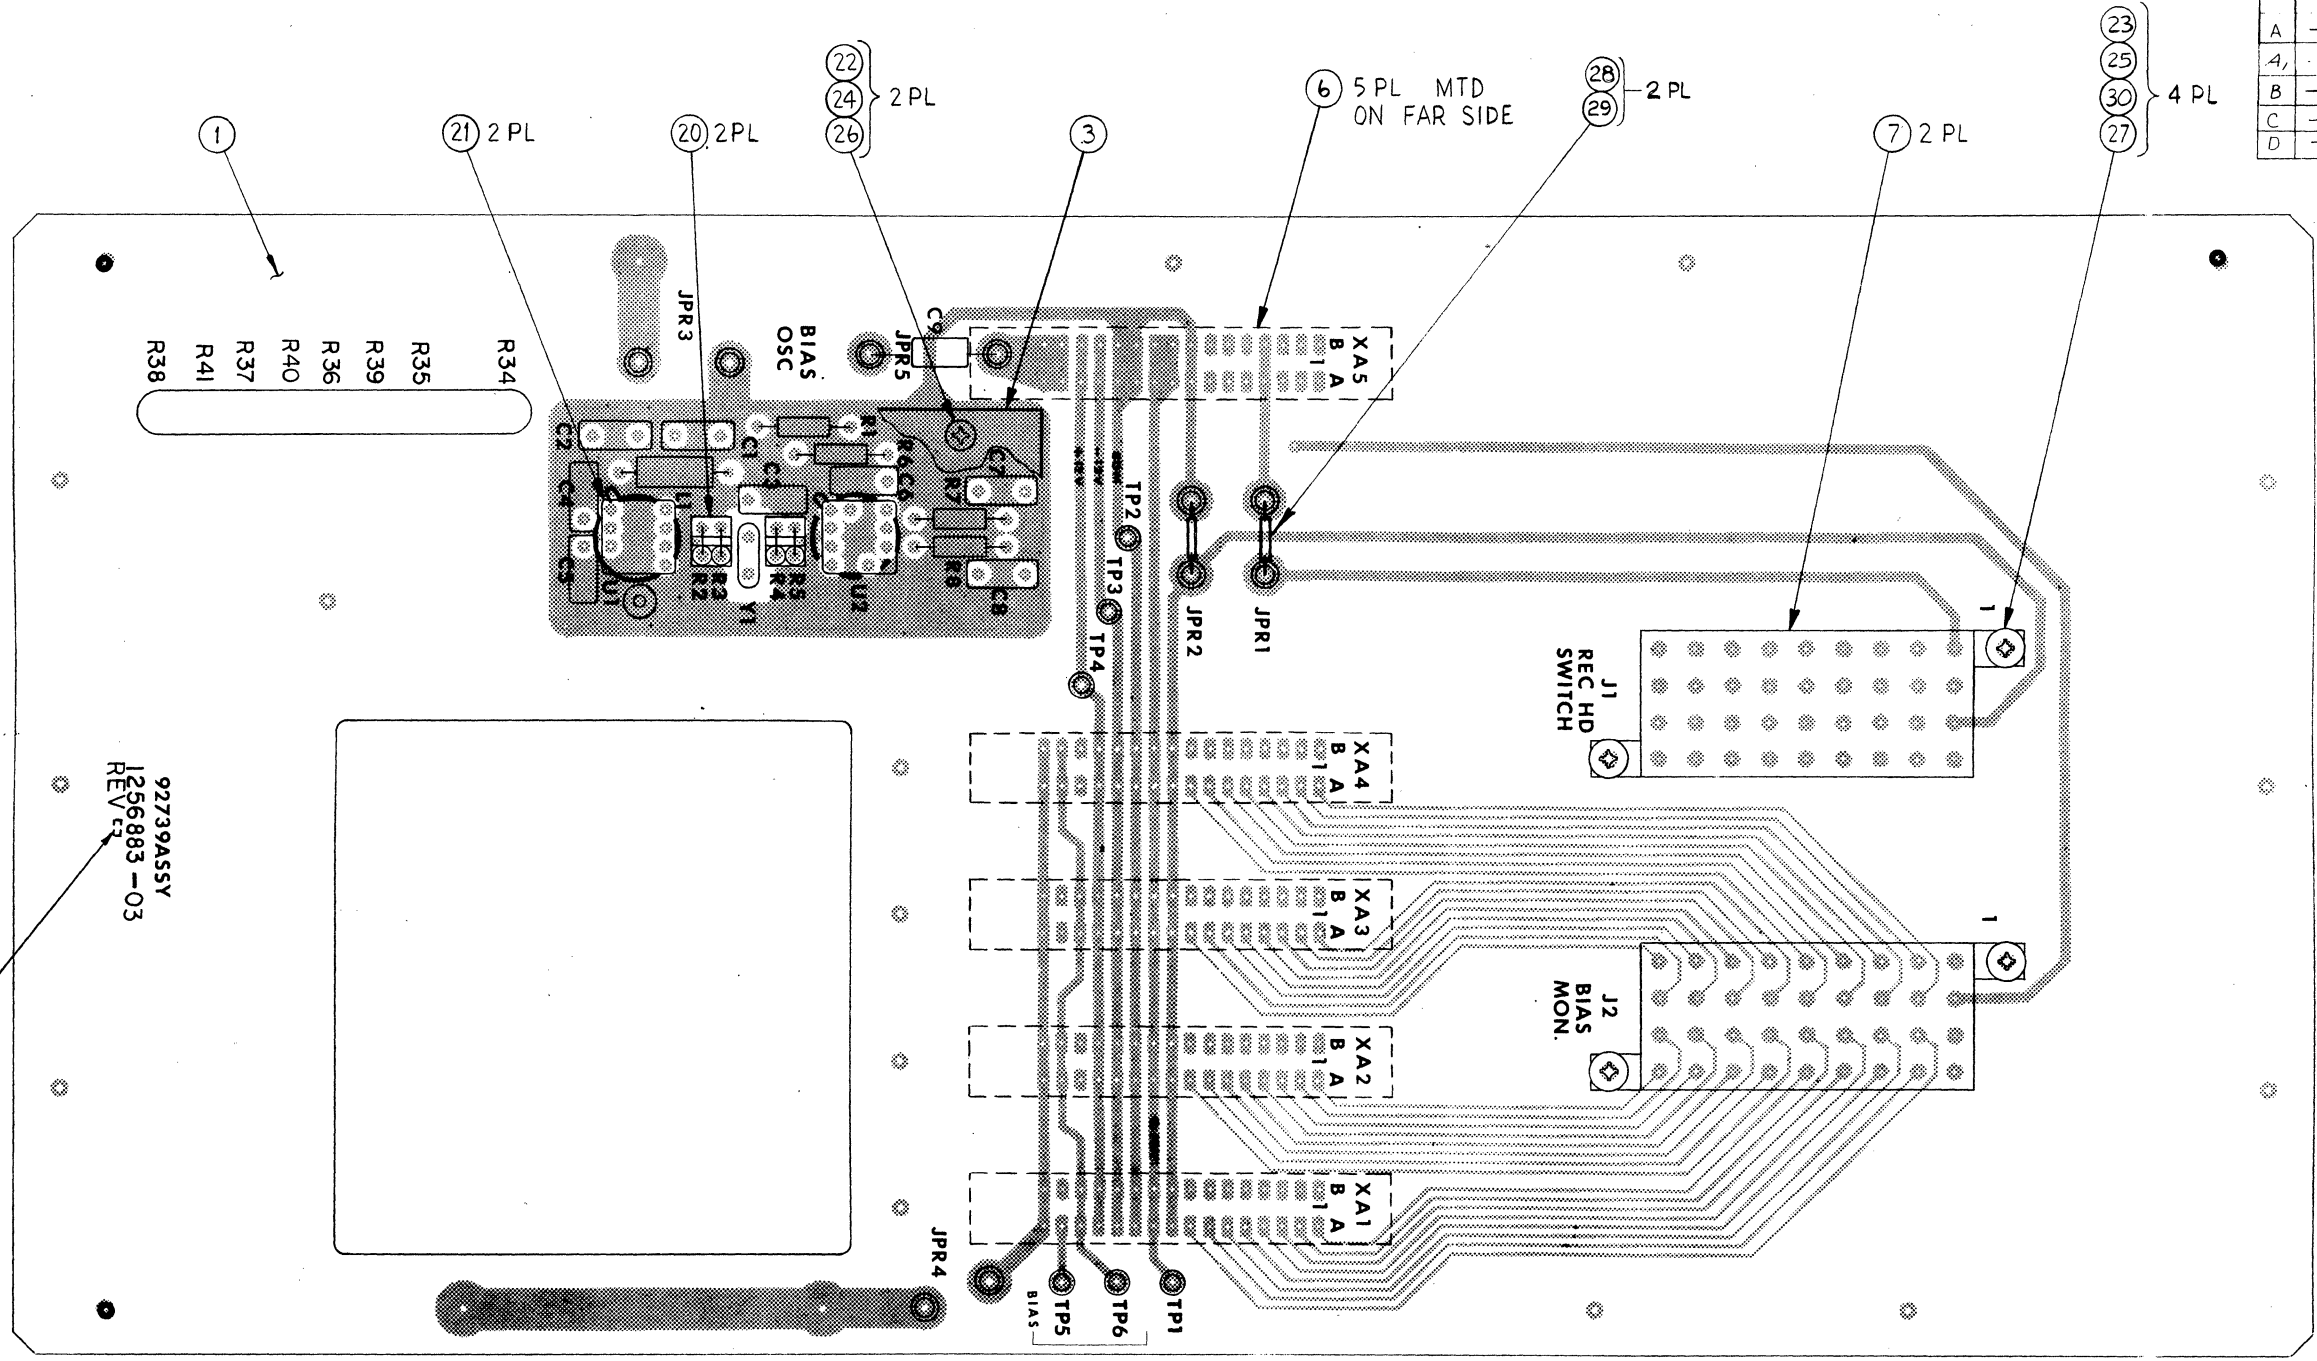 23
25
30
27
4 PL
A
A,
B
C
D
22
24
26
2 PL
6 5 PL MTD
ON FAR SIDE
28
29
2 PL
1
21 2 PL
20 2 PL
3
7 2 PL
R38
R41
R37
R40
R36
R39
R35
R34
JPR3
BIAS
OSC
JPR5
C9
XA5
B A
1
C2
C1
R1
R6
C6
C7
C4
L1
C3
R7
C5
U1
R2
R3
Y1
R4
R5
U2
R8
C8
TP2
TP3
TP4
JPR2
JPR1
1
J1
REC HD
SWITCH
XA4
B A
1
92739ASSY
1256883-03
REV
XA3
B A
1
1
J2
BIAS
MON.
XA2
B A
1
XA1
B A
1
JPR4
BIAS
TP5
TP6
TP1